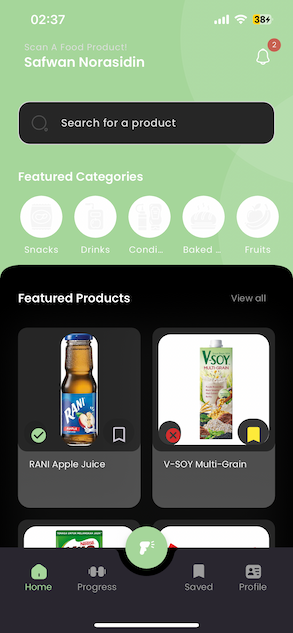 02:37
38
Scan A Food Product!
Safwan Norasidin
2
Search for a product
Featured Categories
Snacks
Drinks
Condi...
Baked ...
Fruits
Featured Products
View all
RANI
V-SOY
MULTI-GRAIN
RANI Apple Juice
V-SOY Multi-Grain
Home
Progress
Saved
Profile